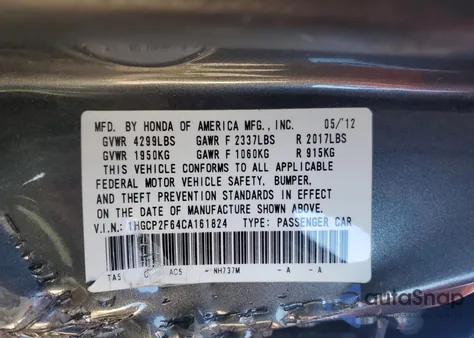 MFD. BY HONDA OF AMERICA MFG., INC. 05/'12
GVWR 4299LBS GAWR F 2337LBS R 2017LBS
GVWR 1950KG GAWR F 1060KG R 915KG
THIS VEHICLE CONFORMS TO ALL APPLICABLE
FEDERAL MOTOR VEHICLE SAFETY, BUMPER,
AND THEFT PREVENTION STANDARDS IN EFFECT
ON THE DATE OF MANUFACTURE SHOWN ABOVE.
V.I.N.: 1HGCP2F64CA161824 TYPE: PASSENGER CAR
TA5 AC5 -NH737M -A -A
autoSnap